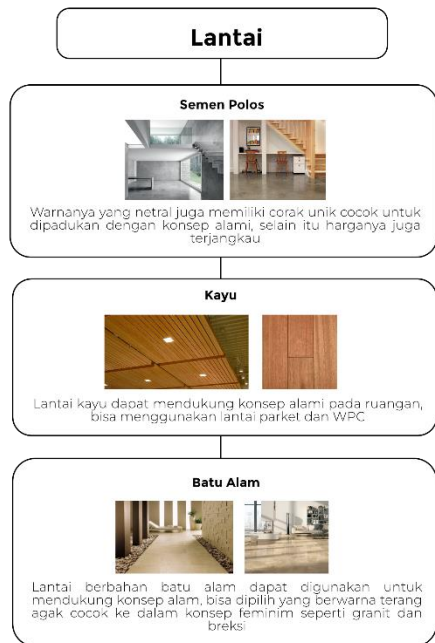 Lantai
Semen Polos
Warnanya yang netral juga memiliki corak unik cocok untuk
dipadukan dengan konsep alami, selain itu harganya juga
terjangkau
Kayu
Lantai kayu dapat mendukung konsep alami pada ruangan,
bisa menggunakan lantai parket dan WPC
Batu Alam
Lantai berbahan batu alam dapat digunakan untuk
mendukung konsep alam, bisa dipilih yang berwarna terang
agak cocok ke dalam konsep feminim seperti granit dan
breksi